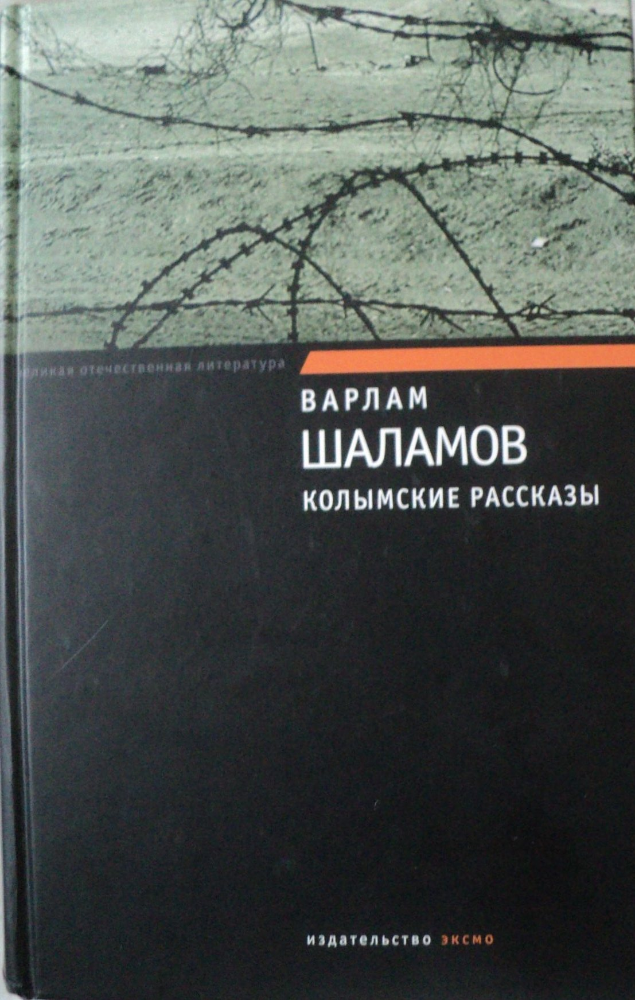 великая отечественная литература
ВАРЛАМ
ШАЛАМОВ
КОЛЫМСКИЕ РАССКАЗЫ
издательство эксмо